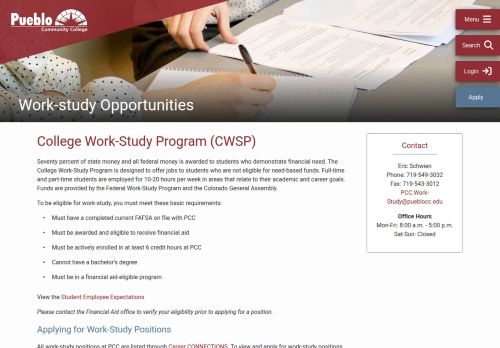 Pueblo
Community College
Menu
Search
Login
Apply
Work-study Opportunities
College Work-Study Program (CWSP)
Seventy percent of state money and all federal money is awarded to students who demonstrate financial need. The
College Work-Study Program is designed to offer jobs to students who are not eligible for need-based funds. Full-time
and part-time students are employed for 10-20 hours per week in areas that relate to their academic and career goals.
Funds are provided by the Federal Work-Study Program and the Colorado General Assembly.
To be eligible for work-study, you must meet these basic requirements:
Must have a completed current FAFSA on file with PCC
Must be awarded and eligible to receive financial aid
Must be actively enrolled in at least 6 credit hours at PCC
Cannot have a bachelor's degree
Must be in a financial aid-eligible program
View the Student Employee Expectations
Please contact the Financial Aid office to verify your eligibility prior to applying for a position.
Applying for Work-Study Positions
All work-study positions at PCC are listed through Career CONNECTIONS. To view and apply for work-study positions
Contact
Eric Schwien
Phone: 719-549-3032
Fax: 719-543-3012
PCC.Work-
Study@pueblocc.edu
Office Hours
Mon-Fri: 8:00 a.m. - 5:00 p.m.
Sat-Sun: Closed